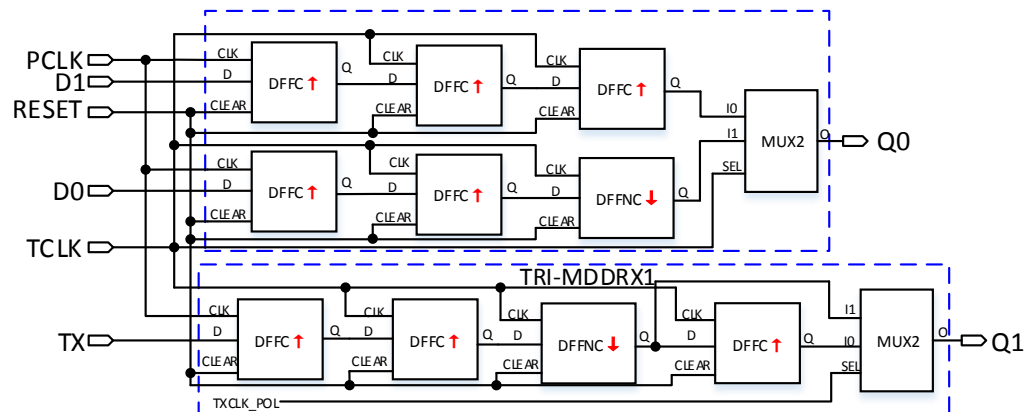 PCLK
D1
RESET
D0
TCLK
CLK
D
CLEAR
DFFC
Q
CLK
D
CLEAR
DFFC
Q
CLK
D
CLEAR
DFFC
Q
I0
I1
SEL
MUX2
O
Q0
CLK
D
CLEAR
DFFC
Q
CLK
D
CLEAR
DFFC
Q
CLK
D
CLEAR
DFFNC
Q
TRI-MDDRX1
TX
CLK
D
CLEAR
DFFC
Q
CLK
D
CLEAR
DFFC
Q
CLK
D
CLEAR
DFFNC
Q
CLK
D
CLEAR
DFFC
Q
I1
I0
SEL
MUX2
O
Q1
TXCLK_POL